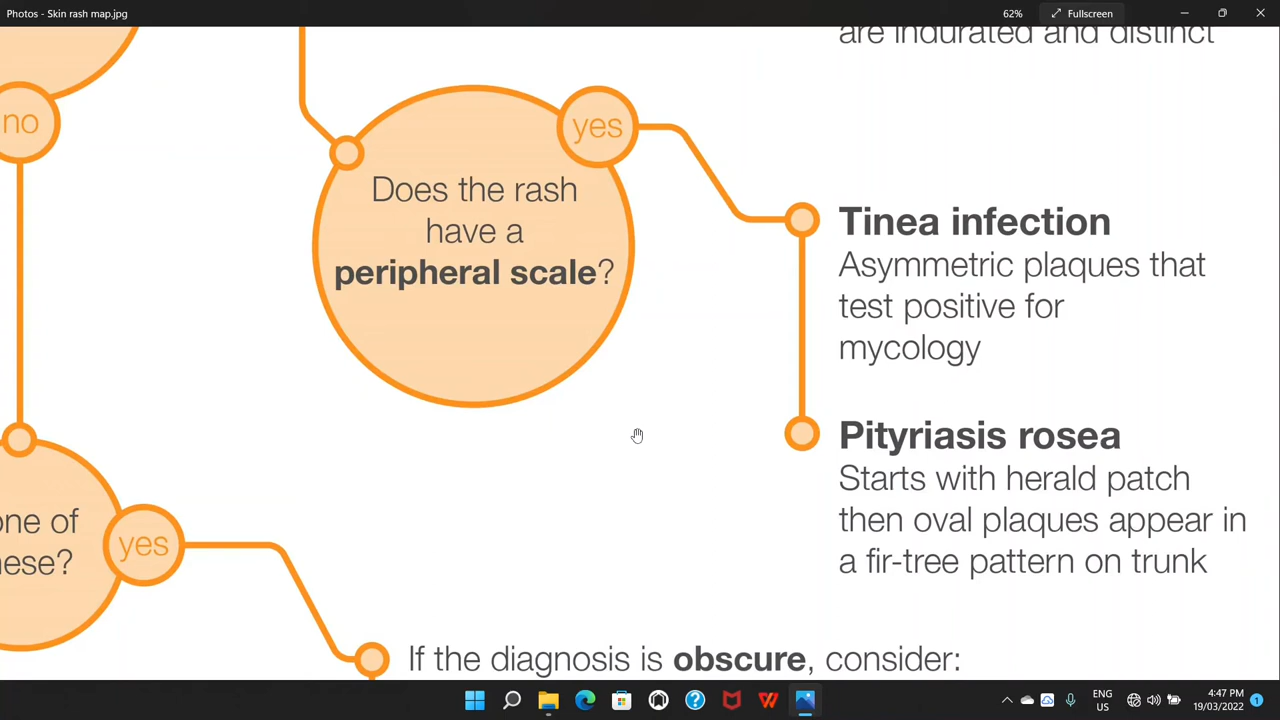 Photos - Skin rash map.jpg
62%
Fullscreen
are indurated and distinct
no
yes
Does the rash
have a
peripheral scale?
Tinea infection
Asymmetric plaques that
test positive for
mycology
Pityriasis rosea
Starts with herald patch
then oval plaques appear in
a fir-tree pattern on trunk
one of
yes
If the diagnosis is obscure, consider:
ENG
US
4:47 PM
19/03/2022
1